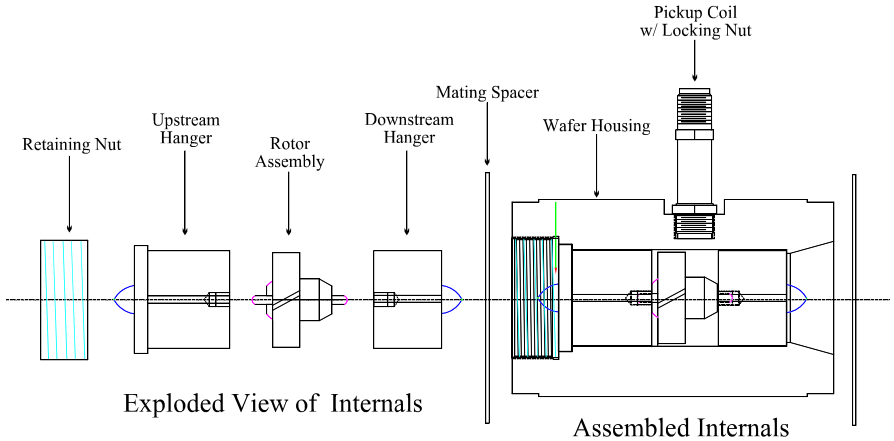 Pickup Coil
w/ Locking Nut
Mating Spacer
Upstream
Hanger
Downstream
Hanger
Wafer Housing
Retaining Nut
Rotor
Assembly
Exploded View of Internals
Assembled Internals